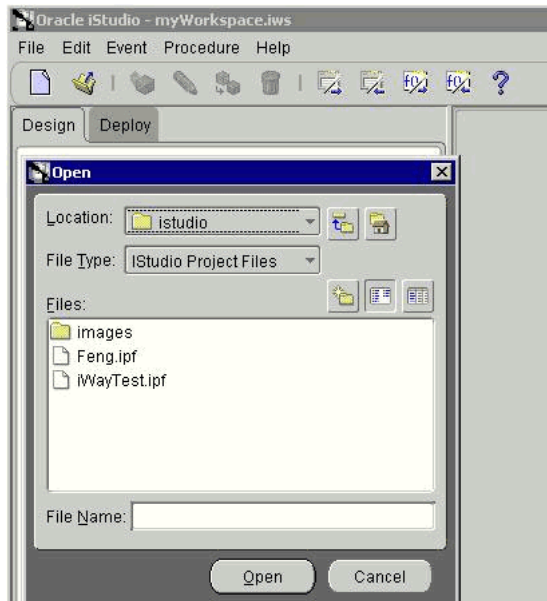 Oracle iStudio - myWorkspace.iws
File Edit Event Procedure Help
Design Deploy
Open
Location: istudio
File Type: IStudio Project Files
Files:
images
Feng.ipf
iWayTest.ipf
File Name:
Open Cancel